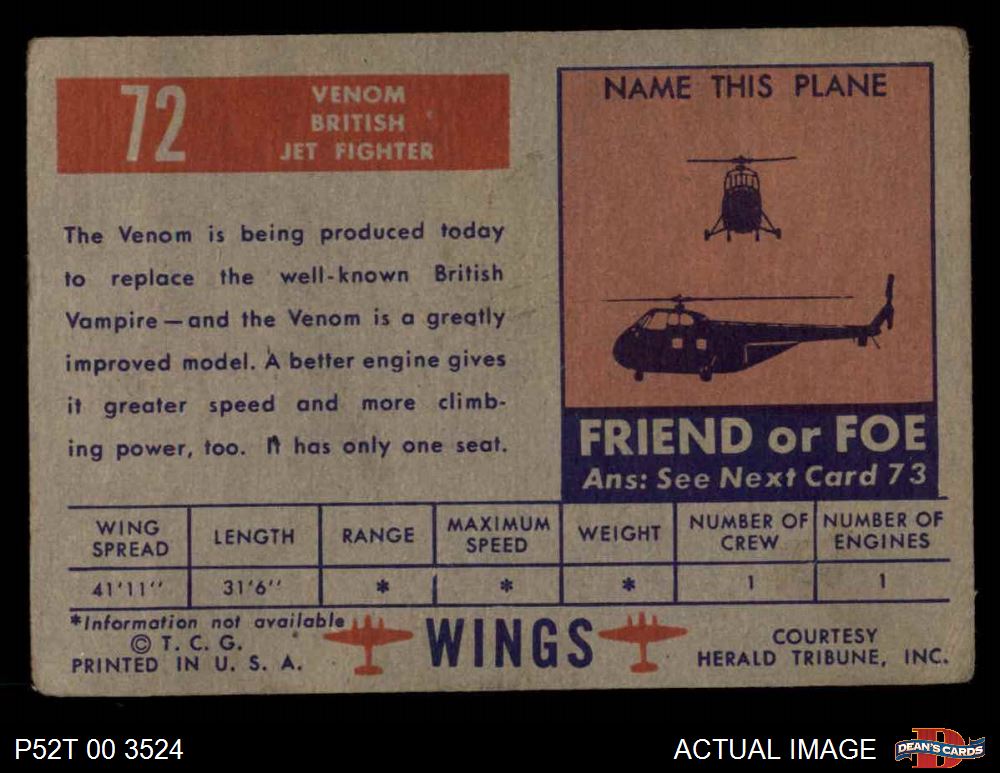 72
VENOM
BRITISH
JET FIGHTER
The Venom is being produced today
to replace the well-known British
Vampire — and the Venom is a greatly
improved model. A better engine gives
it greater speed and more climb-
ing power, too. It has only one seat.
NAME THIS PLANE
FRIEND or FOE
Ans: See Next Card 73
WING SPREAD LENGTH RANGE MAXIMUM SPEED WEIGHT NUMBER OF CREW NUMBER OF ENGINES
41'11'' 31'6'' * * * 1 1
*Information not available
© T. C. G.
PRINTED IN U. S. A.
WINGS
COURTESY
HERALD TRIBUNE, INC.
P52T 00 3524
ACTUAL IMAGE
D
DEAN'S CARDS